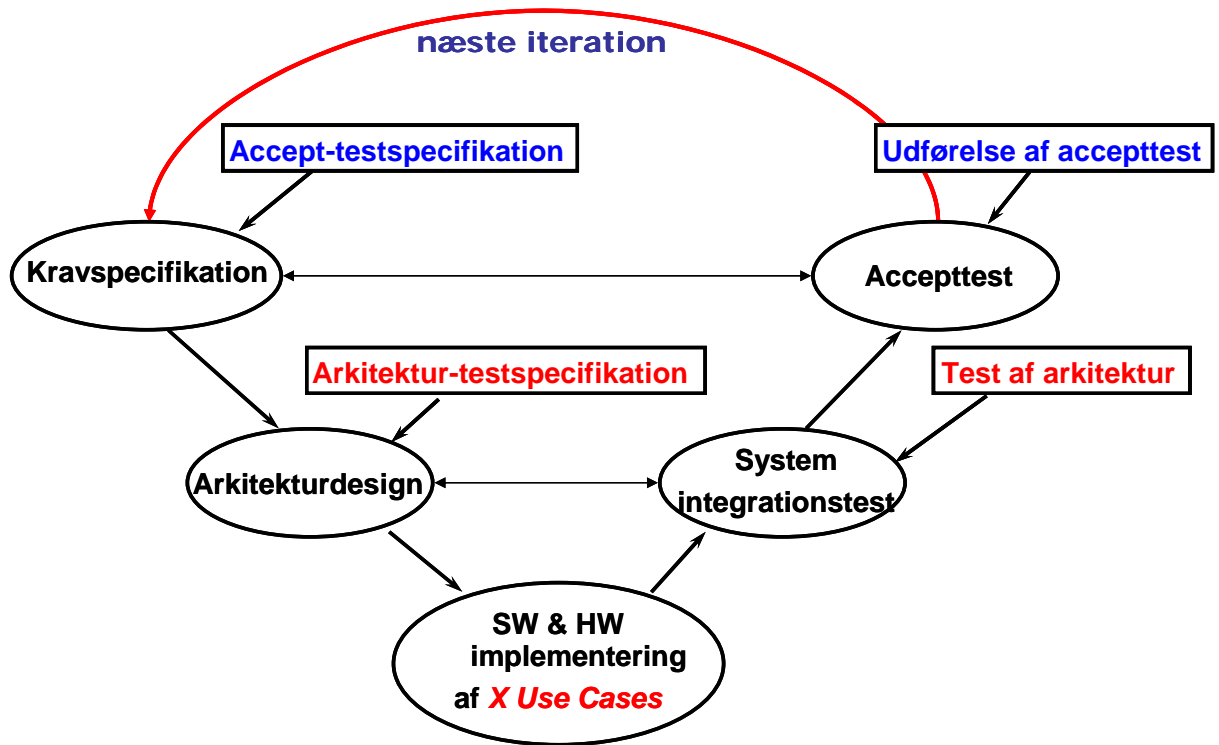 næste iteration
Accept-testspecifikation
Udførelse af accepttest
Kravspecifikation
Accepttest
Arkitektur-testspecifikation
Test af arkitektur
Arkitekturdesign
System
integrationstest
SW & HW
implementering
af X Use Cases